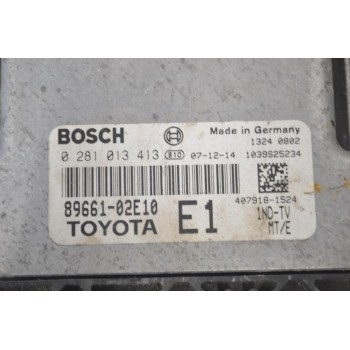 BOSCH
Made in Germany
1324 0802
0 281 013 413 810 07-12-14 1039S25234
407918-1524
89661-02E10 E1 1ND-TV
TOYOTA MT/E